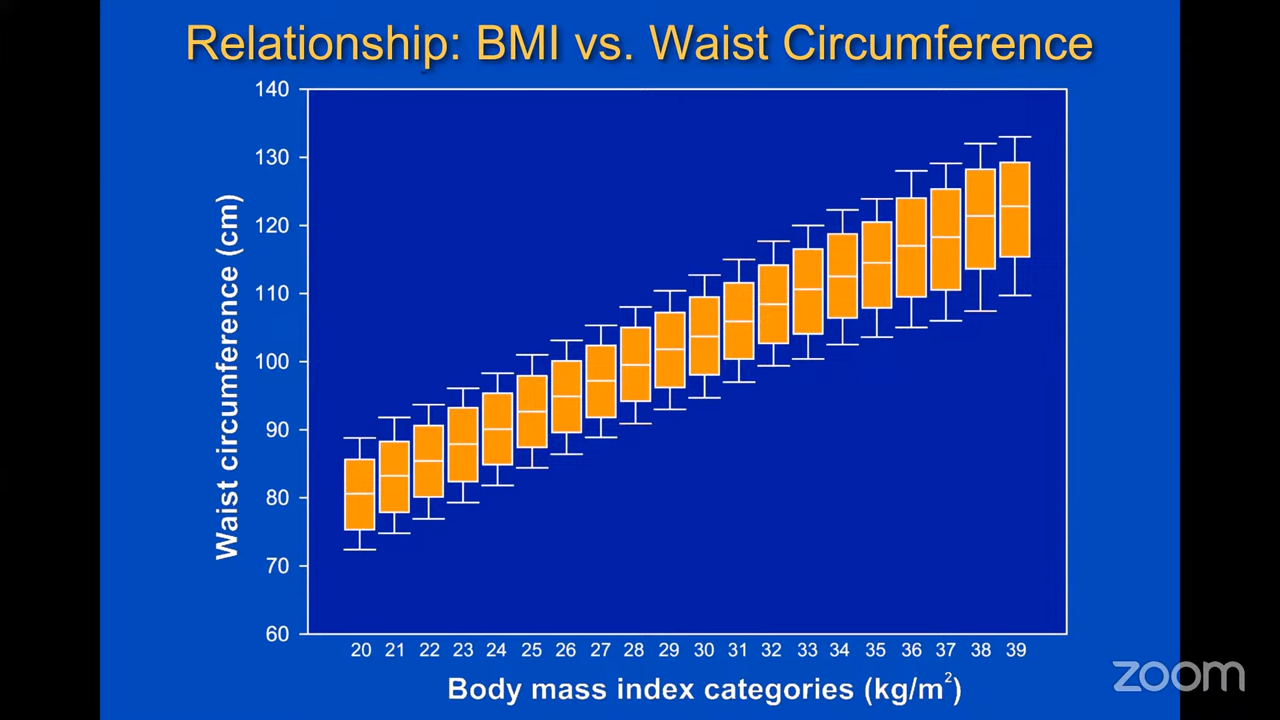 Relationship: BMI vs. Waist Circumference
140
130
120
110
100
90
80
70
60
Waist circumference (cm)
20 21 22 23 24 25 26 27 28 29 30 31 32 33 34 35 36 37 38 39
Body mass index categories (kg/m²)
zoom